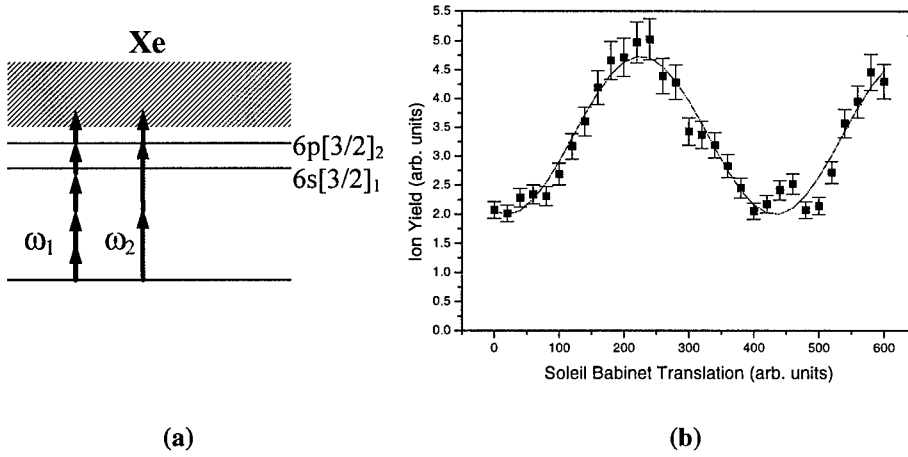 Xe
6p[3/2]₂
6s[3/2]₁
ω₁ ω₂
(a)
5.5
5.0
4.5
4.0
3.5
3.0
2.5
2.0
1.5
1.0
0.5
0.0
Ion Yield (arb. units)
0 100 200 300 400 500 600
Soleil Babinet Translation (arb. units)
(b)